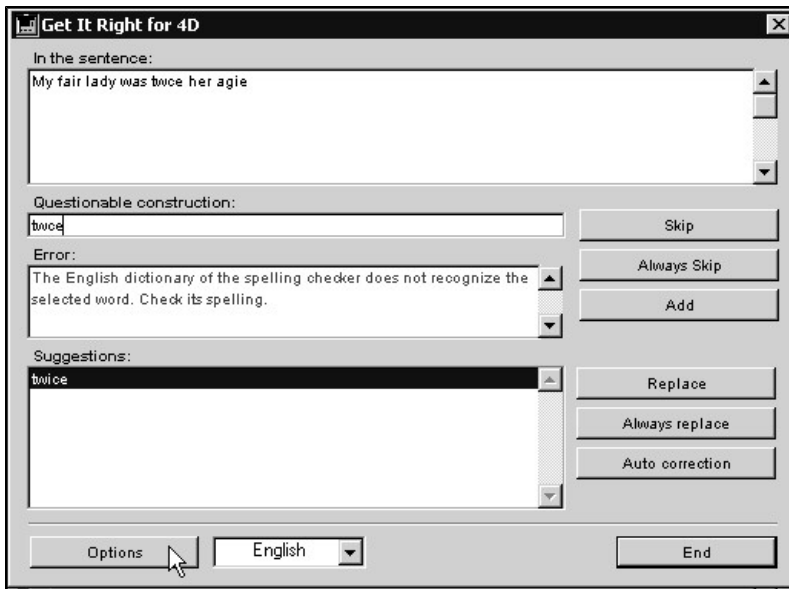 Get It Right for 4D
In the sentence:
My fair lady was twce her agie
Questionable construction:
twce
Skip
Error:
The English dictionary of the spelling checker does not recognize the
selected word. Check its spelling.
Always Skip
Add
Suggestions:
twice
Replace
Always replace
Auto correction
Options
English
End